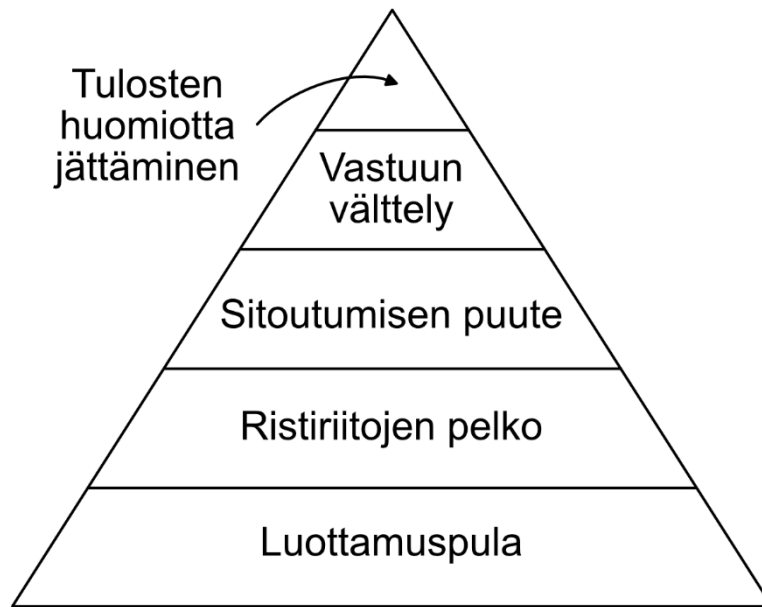 Tulosten
huomiotta
jättäminen
Vastuun
välttely
Sitoutumisen puute
Ristiriitojen pelko
Luottamuspula